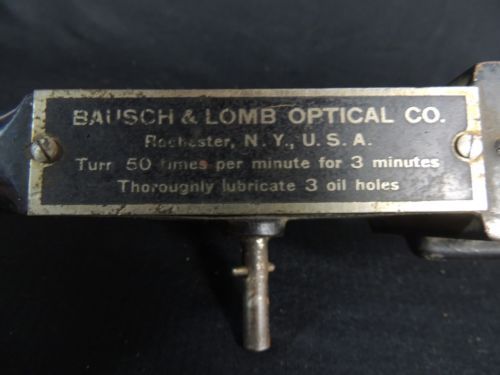 BAUSCH & LOMB OPTICAL CO.
Rochester, N. Y., U. S. A.
Turn 50 times per minute for 3 minutes
Thoroughly lubricate 3 oil holes